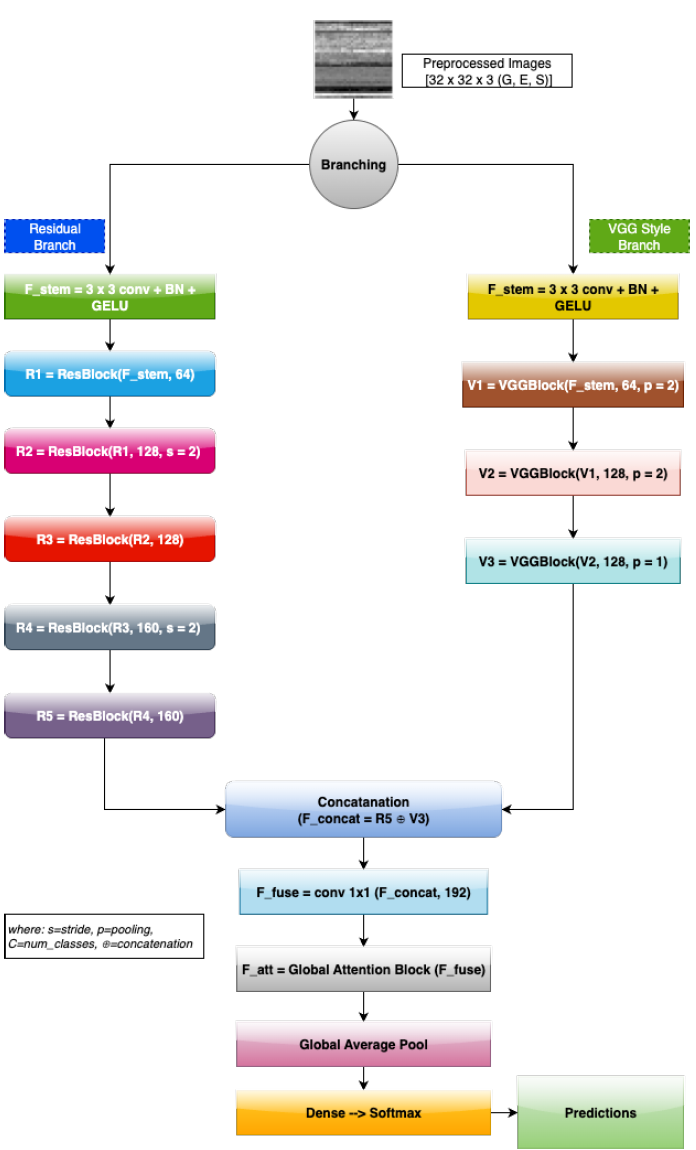 Preprocessed Images
[32 x 32 x 3 (G, E, S)]
Branching
Residual
Branch
VGG Style
Branch
F_stem = 3 x 3 conv + BN +
GELU
F_stem = 3 x 3 conv + BN +
GELU
R1 = ResBlock(F_stem, 64)
V1 = VGGBlock(F_stem, 64, p = 2)
R2 = ResBlock(R1, 128, s = 2)
V2 = VGGBlock(V1, 128, p = 2)
R3 = ResBlock(R2, 128)
V3 = VGGBlock(V2, 128, p = 1)
R4 = ResBlock(R3, 160, s = 2)
R5 = ResBlock(R4, 160)
Concatanation
(F_concat = R5 ⊕ V3)
F_fuse = conv 1x1 (F_concat, 192)
where: s=stride, p=pooling,
C=num_classes, ⊕=concatenation
F_att = Global Attention Block (F_fuse)
Global Average Pool
Dense --> Softmax
Predictions